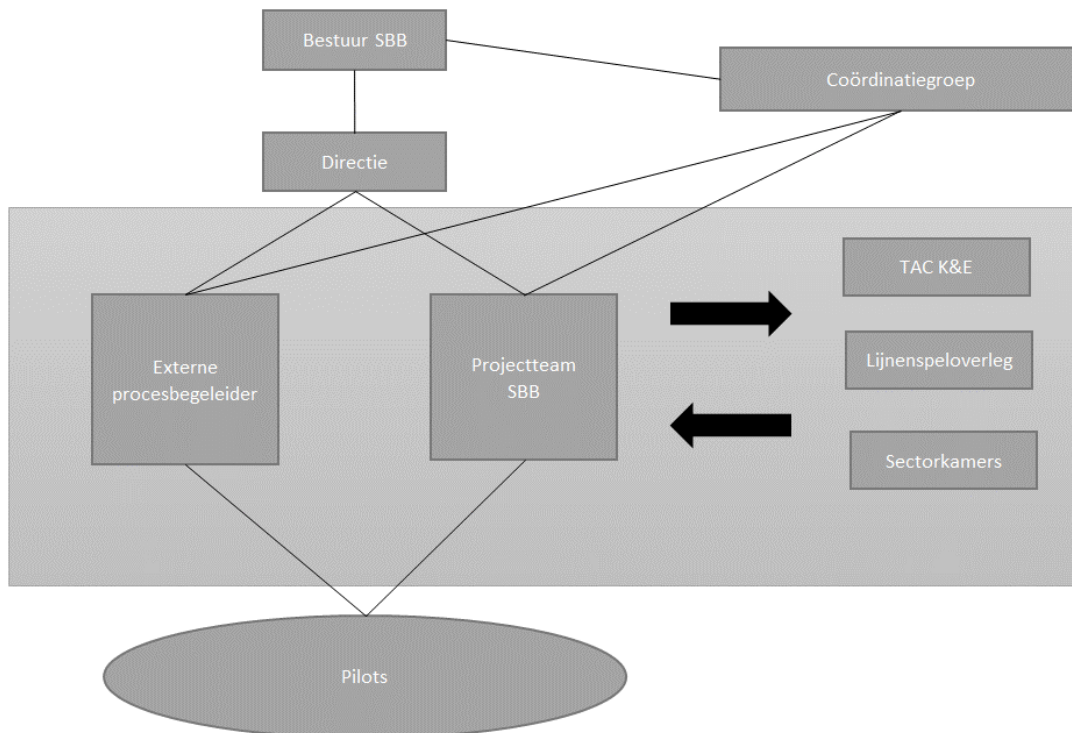 Bestuur SBB
Coördinatiegroep
Directie
TAC K&E
Externe
procesbegeleider
Projectteam
SBB
Lijnenspeloverleg
Sectorkamers
Pilots